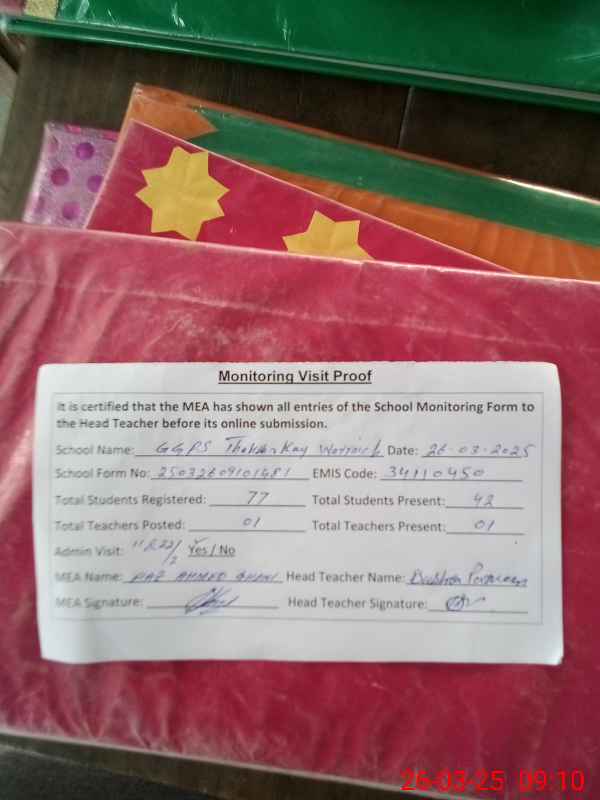 Monitoring Visit Proof
It is certified that the MEA has shown all entries of the School Monitoring Form to
the Head Teacher before its online submission.
School Name: GGPS Date: 26-03-2025
School Form No: EMIS Code: 34110450
Total Students Registered: 77 Total Students Present: 42
Total Teachers Posted: 01 Total Teachers Present: 01
Admin Visit: Yes / No
MEA Name: AHMED Head Teacher Name:
MEA Signature: Head Teacher Signature:
26-03-25 09:10